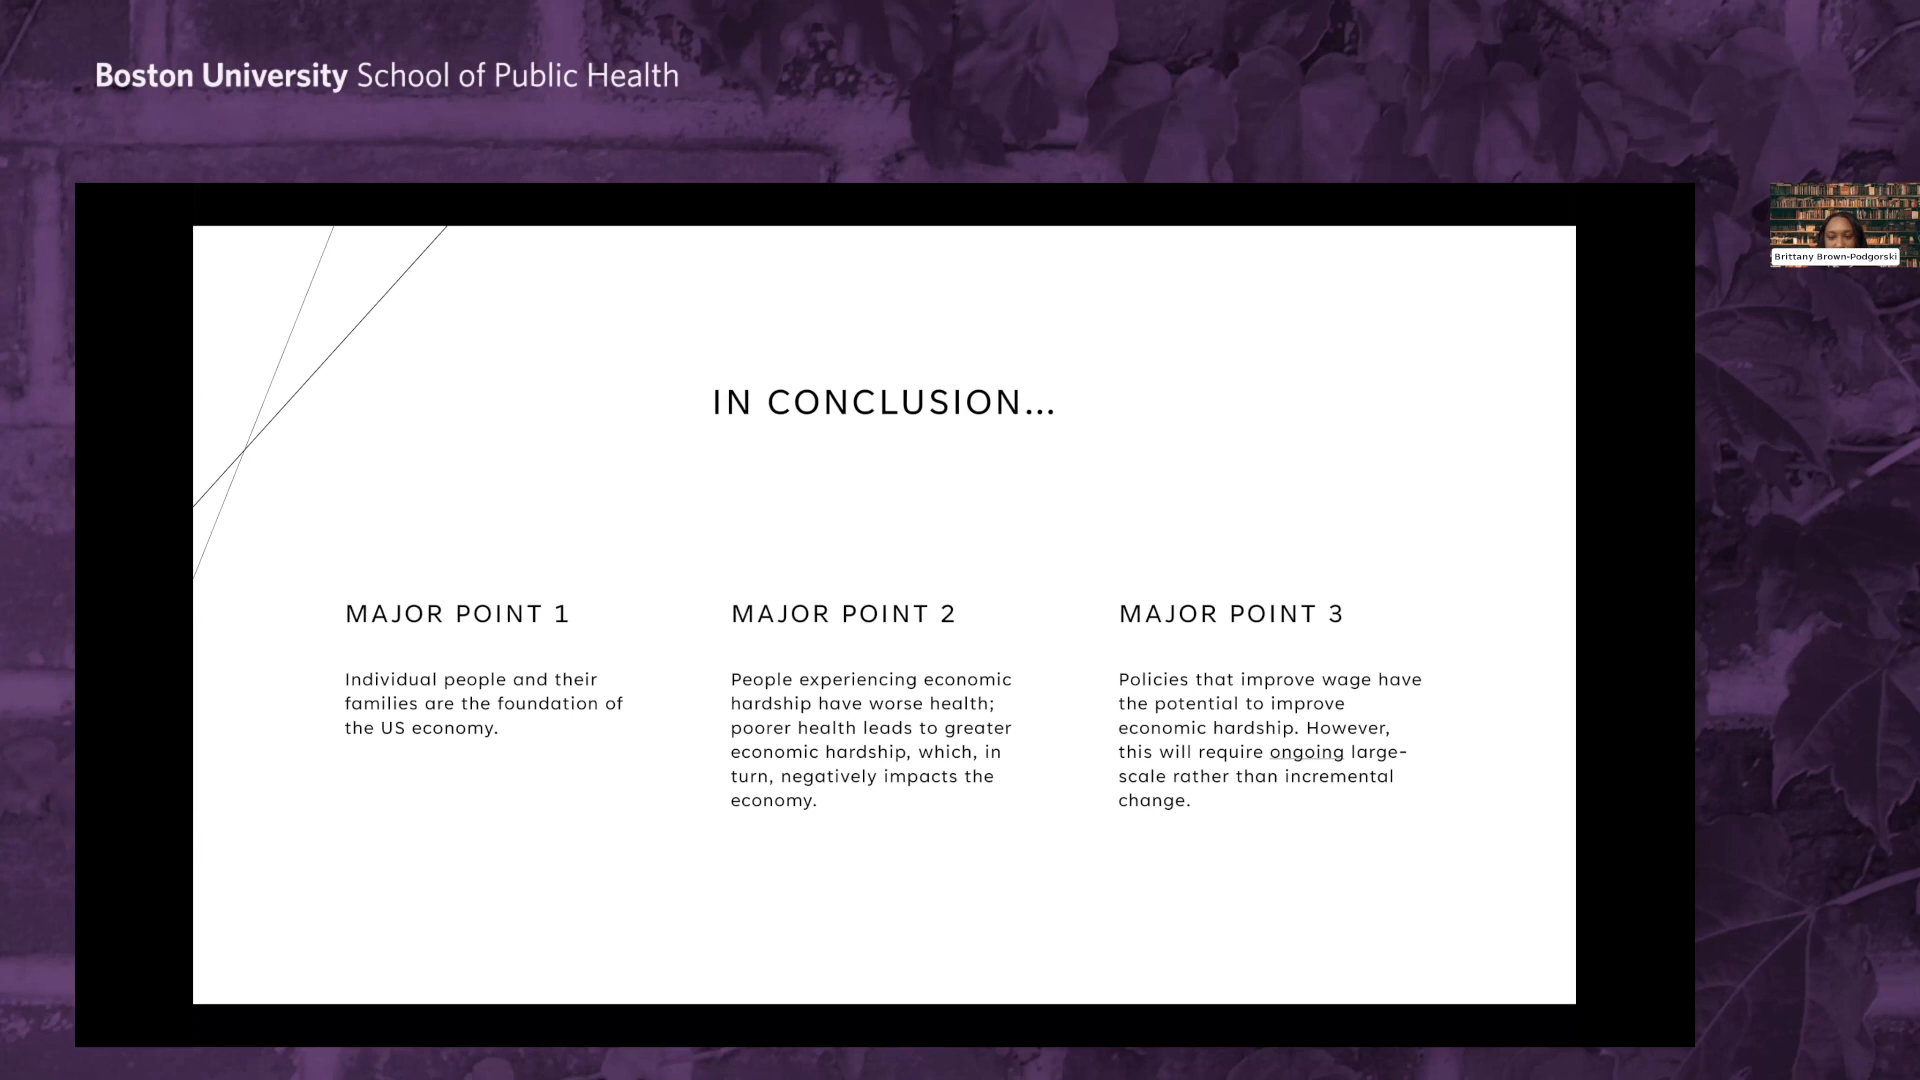 Boston University School of Public Health
Brittany Brown-Podgorski
IN CONCLUSION...
MAJOR POINT 1
Individual people and their
families are the foundation of
the US economy.
MAJOR POINT 2
People experiencing economic
hardship have worse health;
poorer health leads to greater
economic hardship, which, in
turn, negatively impacts the
economy.
MAJOR POINT 3
Policies that improve wage have
the potential to improve
economic hardship. However,
this will require ongoing large-
scale rather than incremental
change.